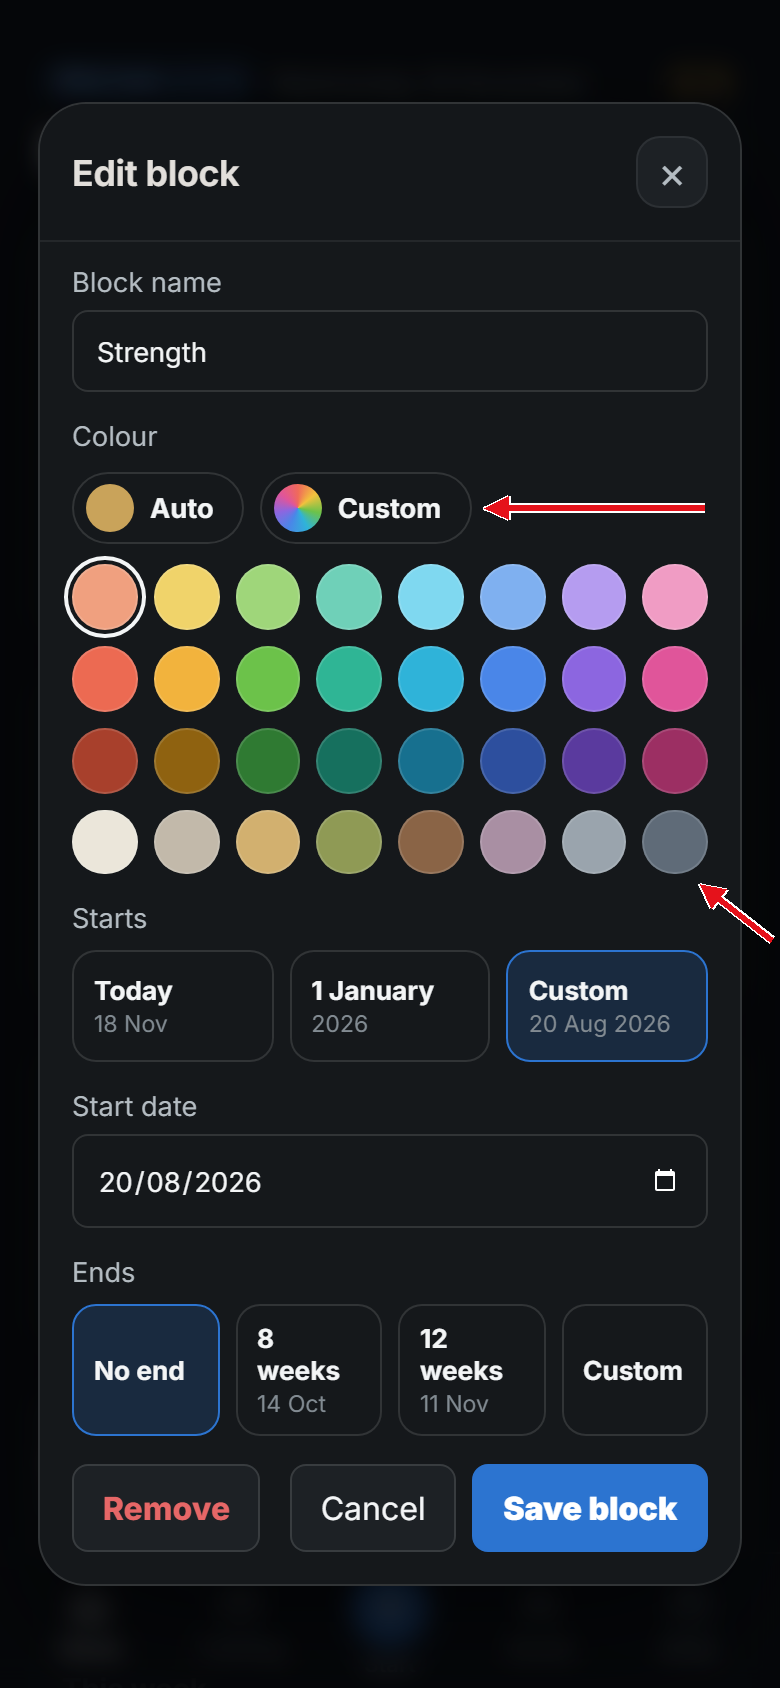 Edit block
Block name
Strength
Colour
Auto Custom
Starts
Today 1 January Custom
18 Nov 2026 20 Aug 2026
Start date
20/08/2026
Ends
No end
8 weeks
14 Oct
12 weeks
11 Nov
Custom
Remove Cancel Save block